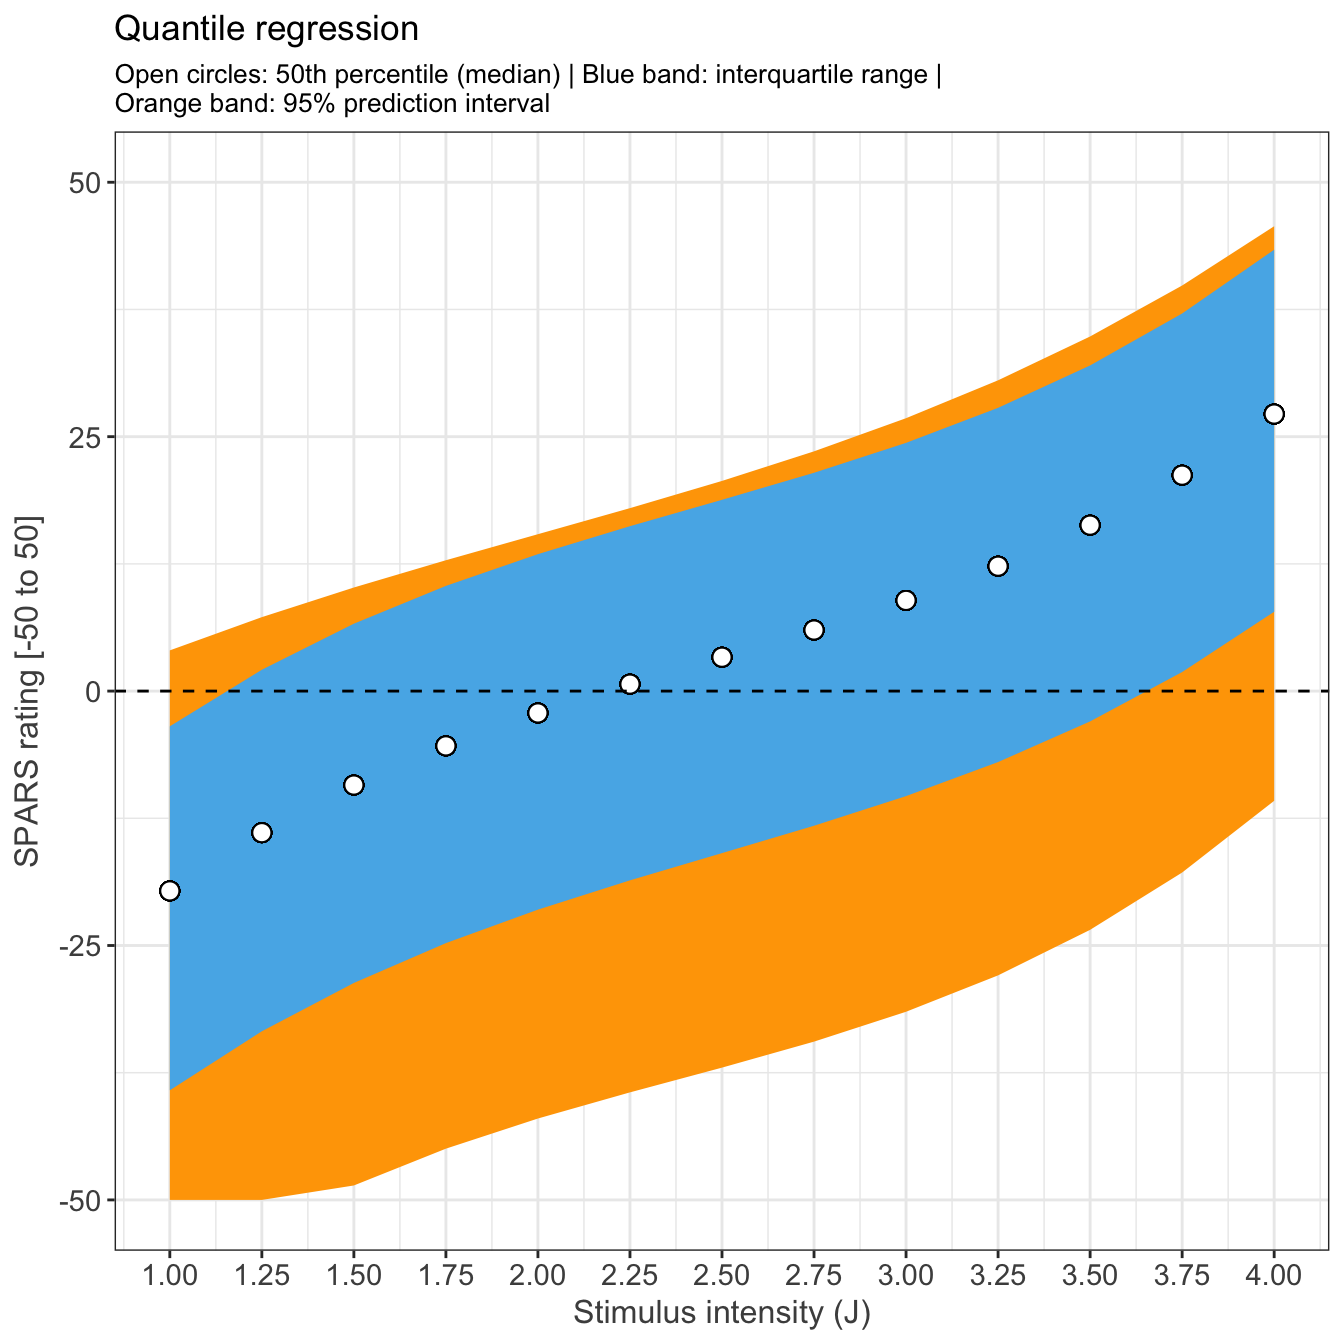 Quantile regression
Open circles: 50th percentile (median) | Blue band: interquartile range |
Orange band: 95% prediction interval
SPARS rating [-50 to 50]
50
25
0
-25
-50
1.00 1.25 1.50 1.75 2.00 2.25 2.50 2.75 3.00 3.25 3.50 3.75 4.00
Stimulus intensity (J)